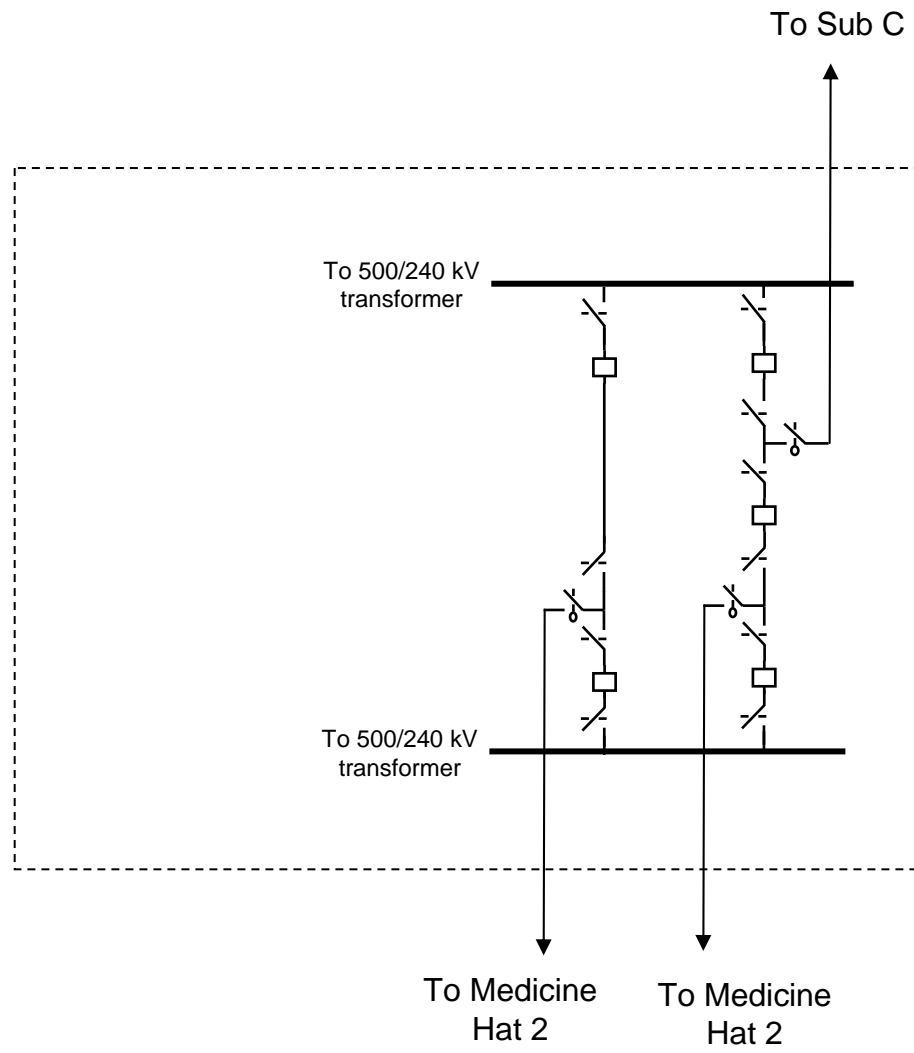 To Sub C
To 500/240 kV
transformer
To 500/240 kV
transformer
To Medicine
Hat 2
To Medicine
Hat 2